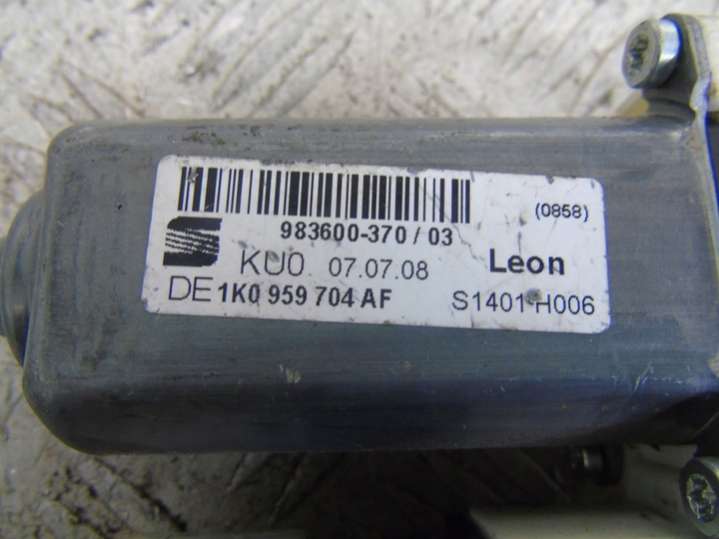 983600-370 / 03 (0858)
KU0 07.07.08 Leon
DE 1K0 959 704 AF S1401-H006